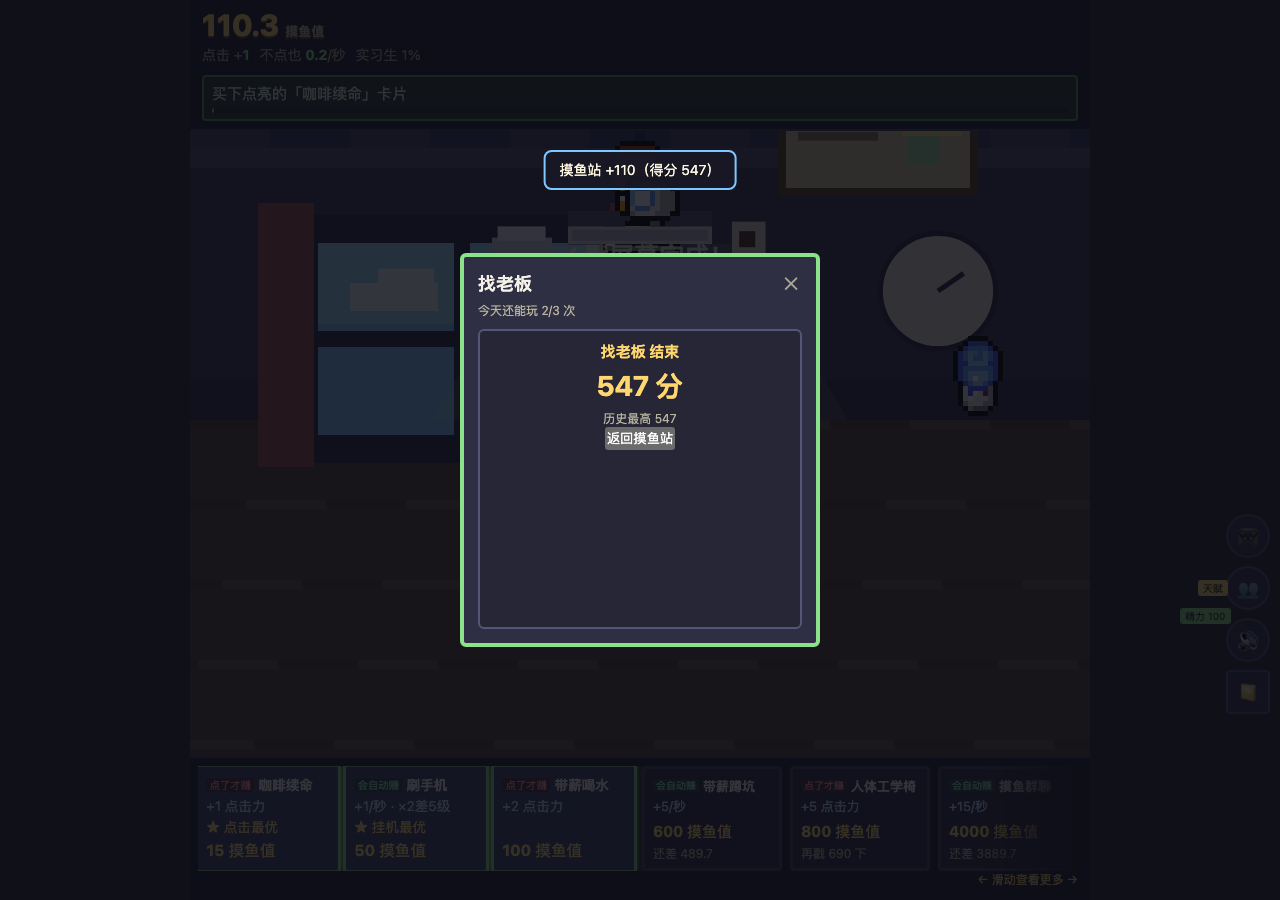 110.3 摸鱼值
点击 +1 不点也 0.2/秒 实习生 1%
买下点亮的「咖啡续命」卡片
摸鱼站 +110（得分 547）
找老板
今天还能玩 2/3 次
找老板 结束
547 分
历史最高 547
返回摸鱼站
天赋
精力 100
点了才赚 咖啡续命
+1 点击力
★ 点击最优
15 摸鱼值
会自动赚 刷手机
+1/秒 · ×2差5级
★ 挂机最优
50 摸鱼值
点了才赚 带薪喝水
+2 点击力
100 摸鱼值
会自动赚 带薪蹲坑
+5/秒
600 摸鱼值
还差 489.7
点了才赚 人体工学椅
+5 点击力
800 摸鱼值
再戳 690 下
会自动赚 摸鱼群聊
+15/秒
4000 摸鱼值
还差 3889.7
← 滑动查看更多 →